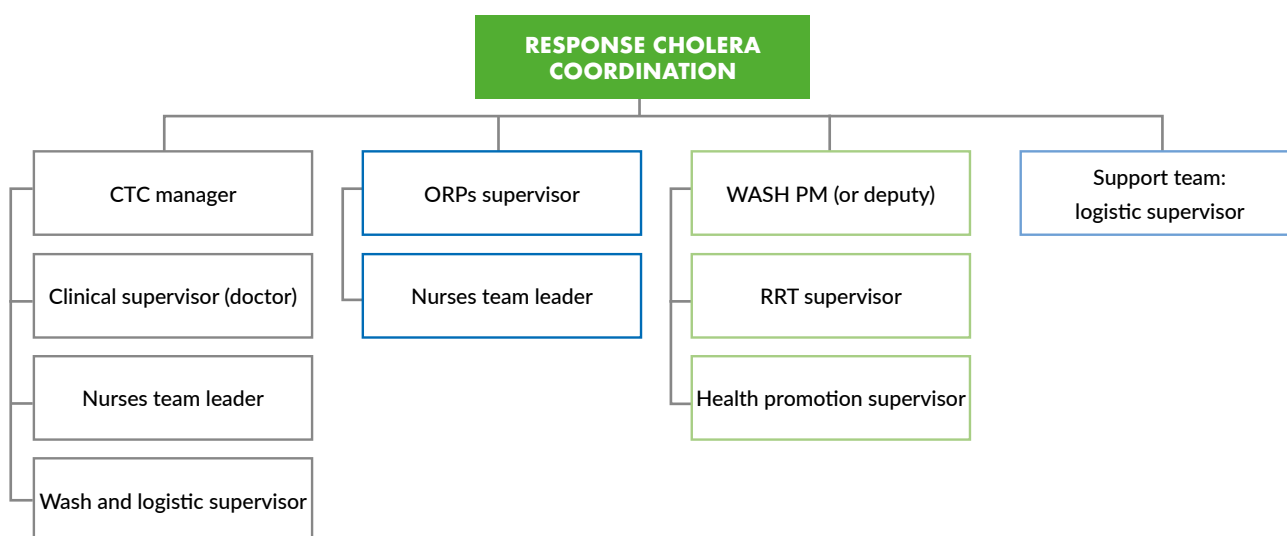 RESPONSE CHOLERA
COORDINATION
CTC manager
Clinical supervisor (doctor)
Nurses team leader
Wash and logistic supervisor
ORPs supervisor
Nurses team leader
WASH PM (or deputy)
RRT supervisor
Health promotion supervisor
Support team:
logistic supervisor